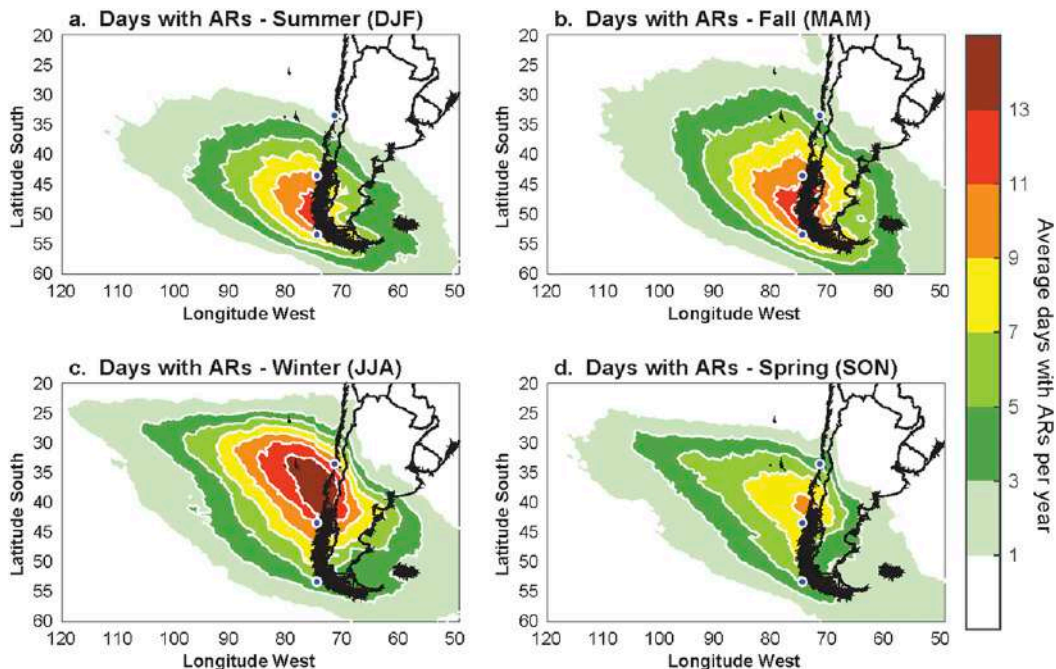 a. Days with ARs - Summer (DJF)
b. Days with ARs - Fall (MAM)
20
25
30
35
40
45
50
55
60
Latitude South
120 110 100 90 80 70 60 50
Longitude West
20
25
30
35
40
45
50
55
60
Latitude South
120 110 100 90 80 70 60 50
Longitude West
c. Days with ARs - Winter (JJA)
d. Days with ARs - Spring (SON)
20
25
30
35
40
45
50
55
60
Latitude South
120 110 100 90 80 70 60 50
Longitude West
20
25
30
35
40
45
50
55
60
Latitude South
120 110 100 90 80 70 60 50
Longitude West
13
11
9
7
5
3
1
Average days with ARs per year